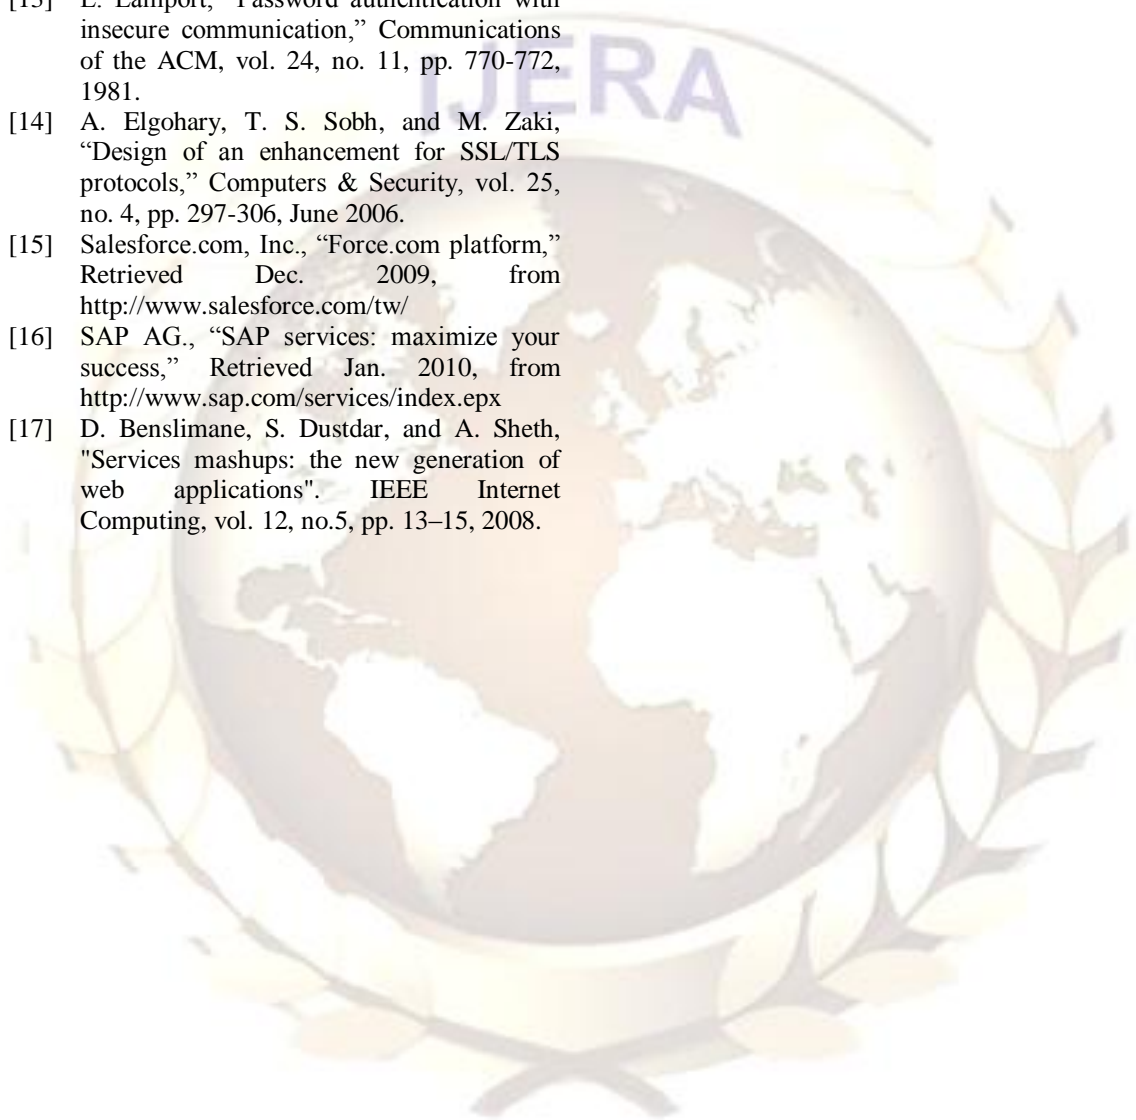 [13] L. Lamport, "Password authentication with
insecure communication," Communications
of the ACM, vol. 24, no. 11, pp. 770-772,
1981.
[14] A. Elgohary, T. S. Sobh, and M. Zaki,
“Design of an enhancement for SSL/TLS
protocols,” Computers & Security, vol. 25,
no. 4, pp. 297-306, June 2006.
[15] Salesforce.com, Inc., “Force.com platform,”
Retrieved Dec. 2009, from
http://www.salesforce.com/tw/
[16] SAP AG., “SAP services: maximize your
success,” Retrieved Jan. 2010, from
http://www.sap.com/services/index.epx
[17] D. Benslimane, S. Dustdar, and A. Sheth,
"Services mashups: the new generation of
web applications". IEEE Internet
Computing, vol. 12, no.5, pp. 13–15, 2008.
IJERA